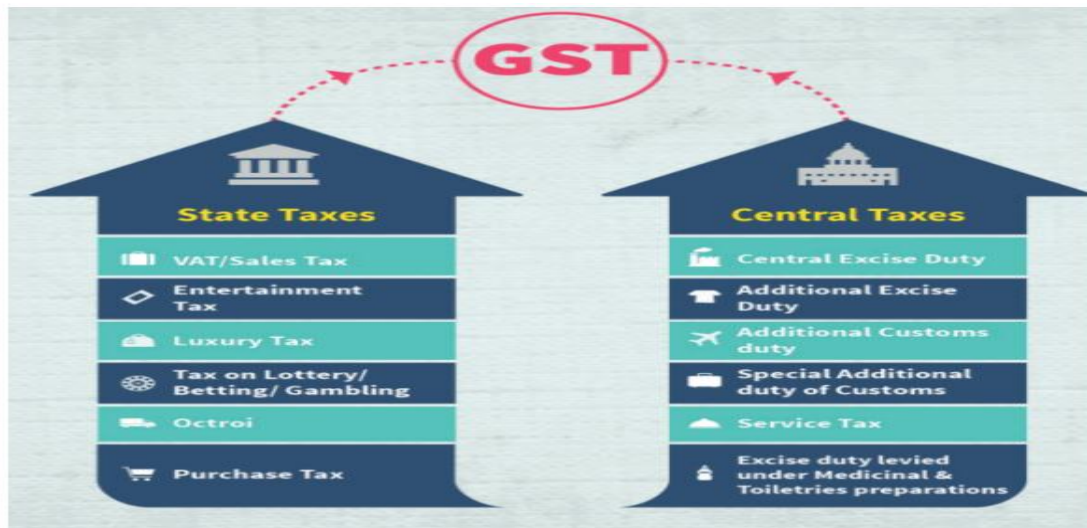 GST
State Taxes
VAT/Sales Tax
Entertainment
Tax
Luxury Tax
Tax on Lottery/
Betting/ Gambling
Octroi
Purchase Tax
Central Taxes
Central Excise Duty
Additional Excise
Duty
Additional Customs
duty
Special Additional
duty of Customs
Service Tax
Excise duty levied
under Medicinal &
Toiletries preparations